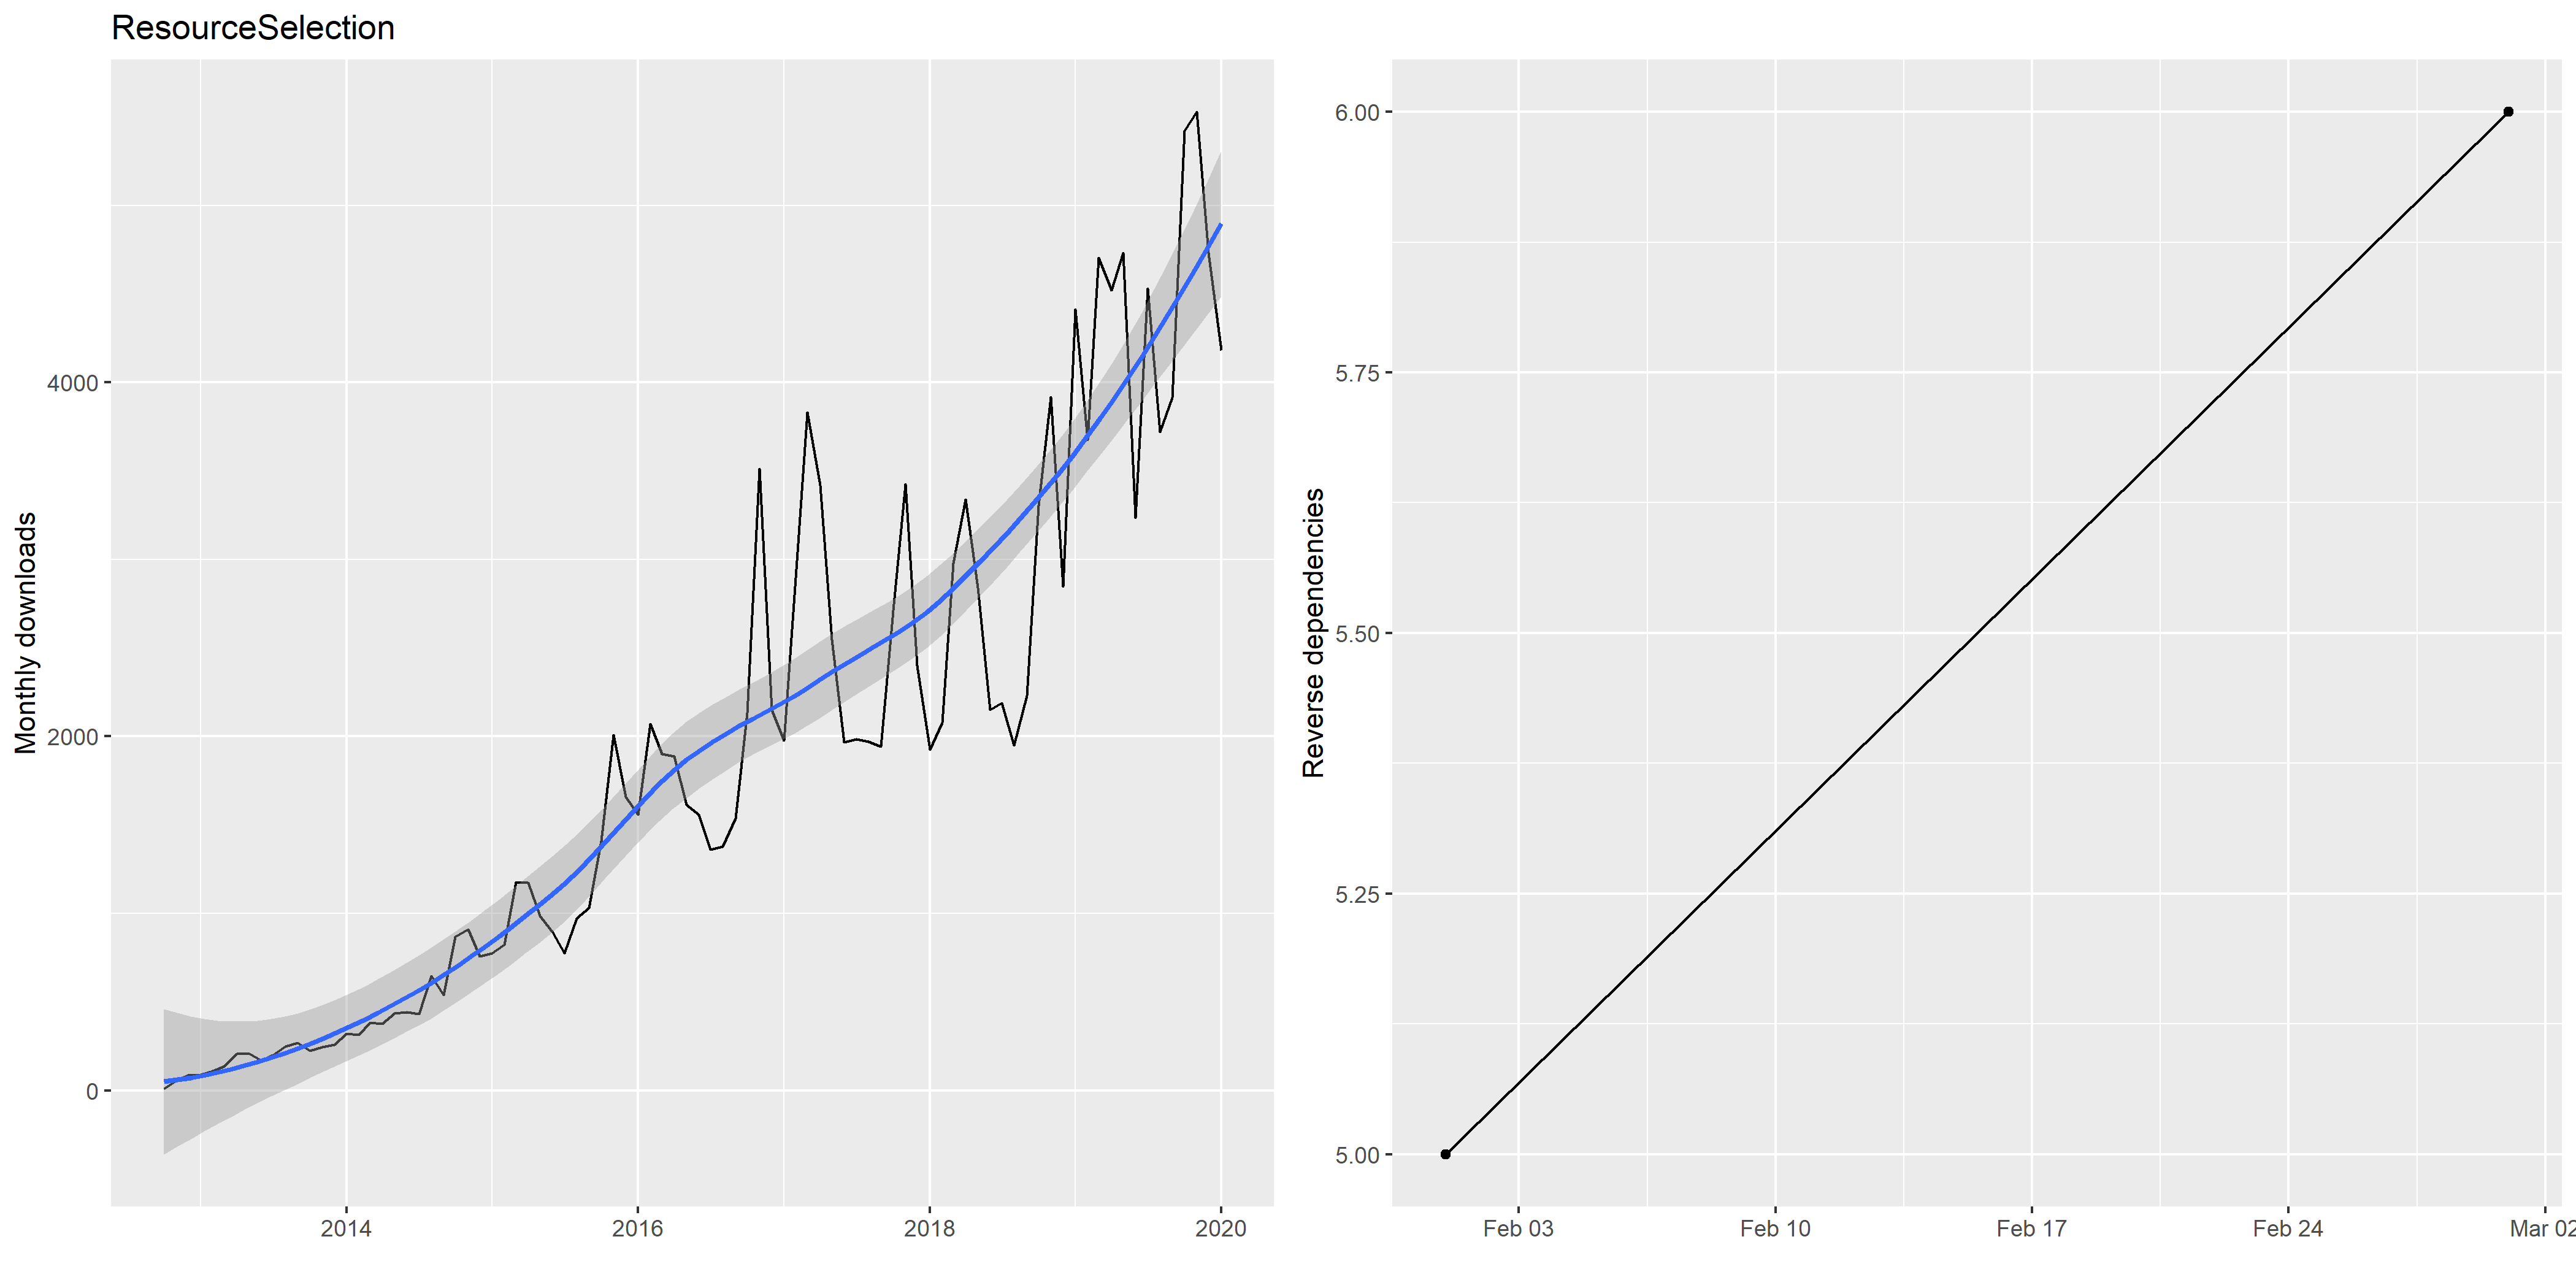 ResourceSelection
Monthly downloads
4000
2000
0
2014 2016 2018 2020
Reverse dependencies
6.00
5.75
5.50
5.25
5.00
Feb 03 Feb 10 Feb 17 Feb 24 Mar 02